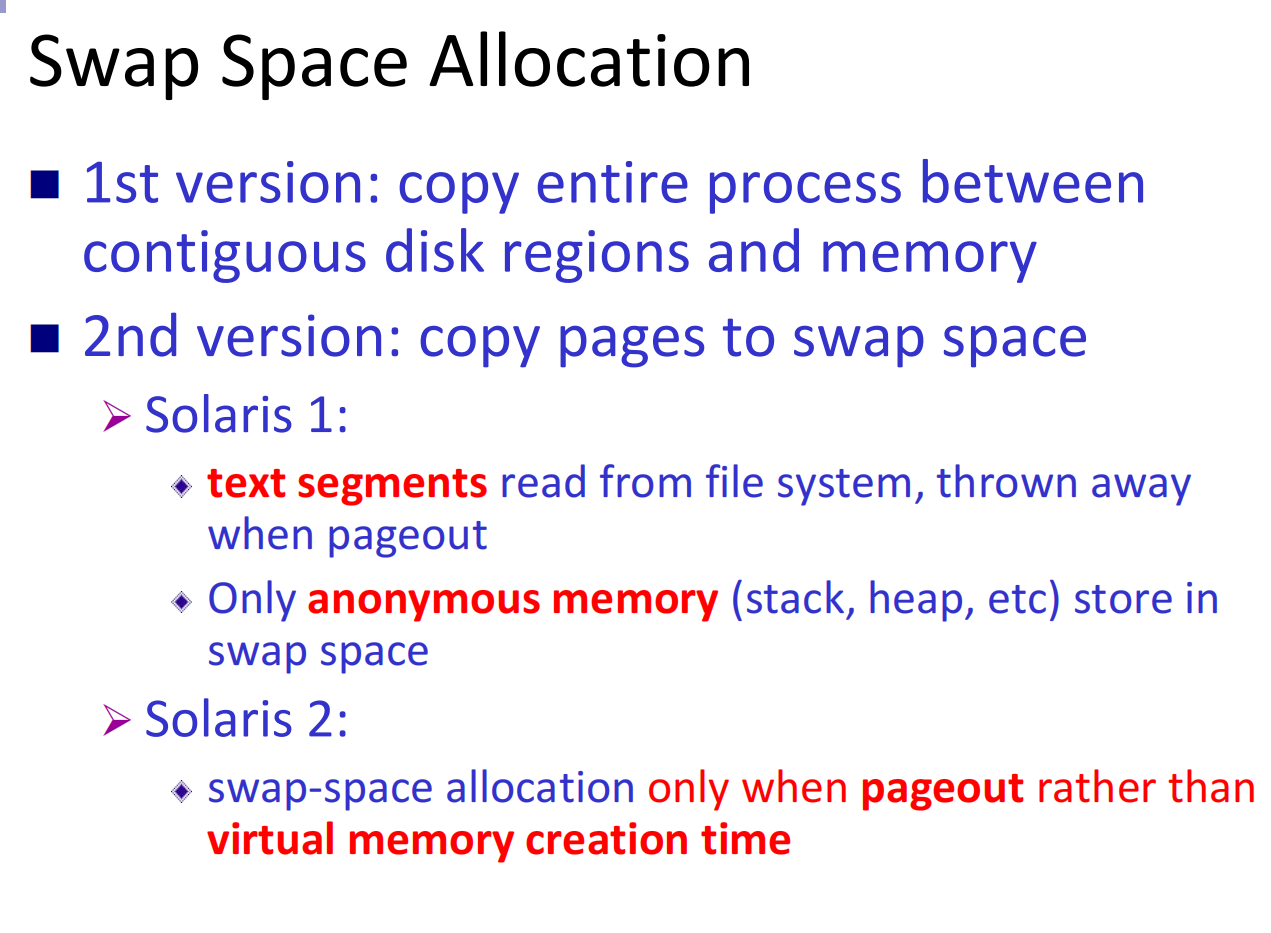 Swap Space Allocation
1st version: copy entire process between
contiguous disk regions and memory
2nd version: copy pages to swap space
Solaris 1:
text segments read from file system, thrown away
when pageout
Only anonymous memory (stack, heap, etc) store in
swap space
Solaris 2:
swap-space allocation only when pageout rather than
virtual memory creation time